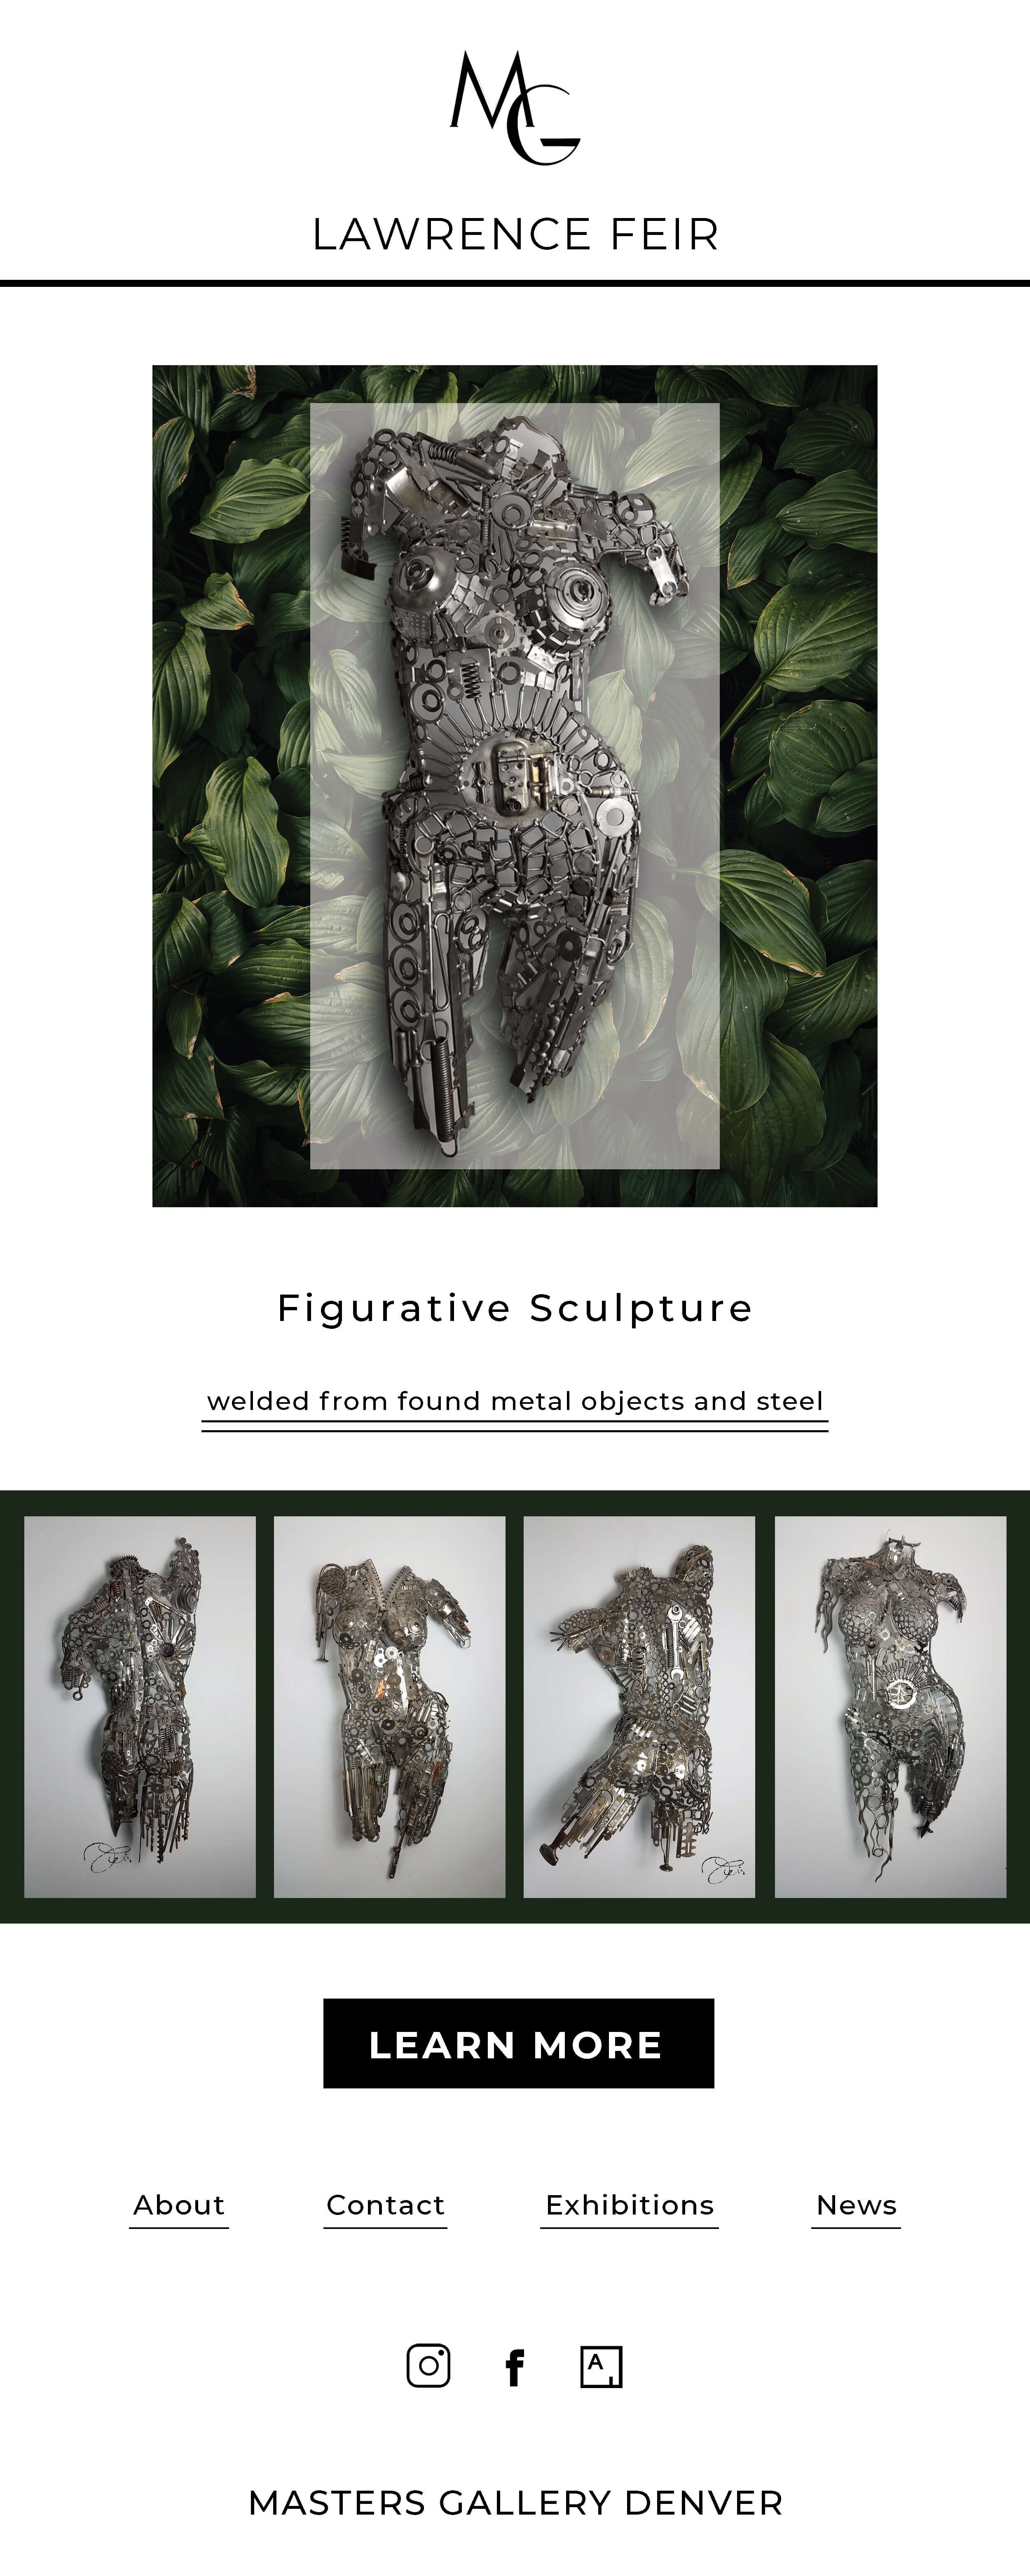 MG
LAWRENCE FEIR
Figurative Sculpture
welded from found metal objects and steel
LEARN MORE
About Contact Exhibitions News
f A
MASTERS GALLERY DENVER